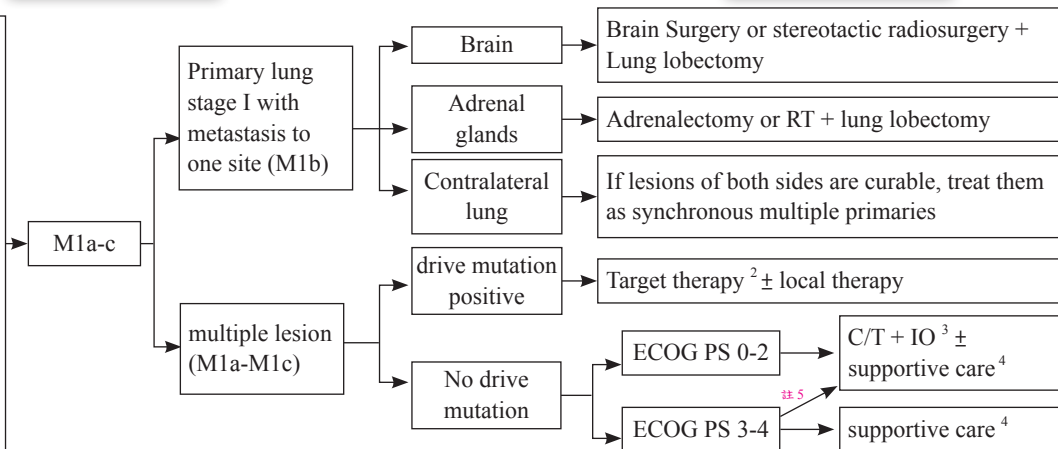 M1a-c
Primary lung
stage I with
metastasis to
one site (M1b)
Brain
Brain Surgery or stereotactic radiosurgery +
Lung lobectomy
Adrenal
glands
Adrenalectomy or RT + lung lobectomy
Contralateral
lung
If lesions of both sides are curable, treat them
as synchronous multiple primaries
multiple lesion
(M1a-M1c)
drive mutation
positive
Target therapy ² ± local therapy
No drive
mutation
ECOG PS 0-2
C/T + IO ³ ±
supportive care ⁴
註 5
ECOG PS 3-4
supportive care ⁴